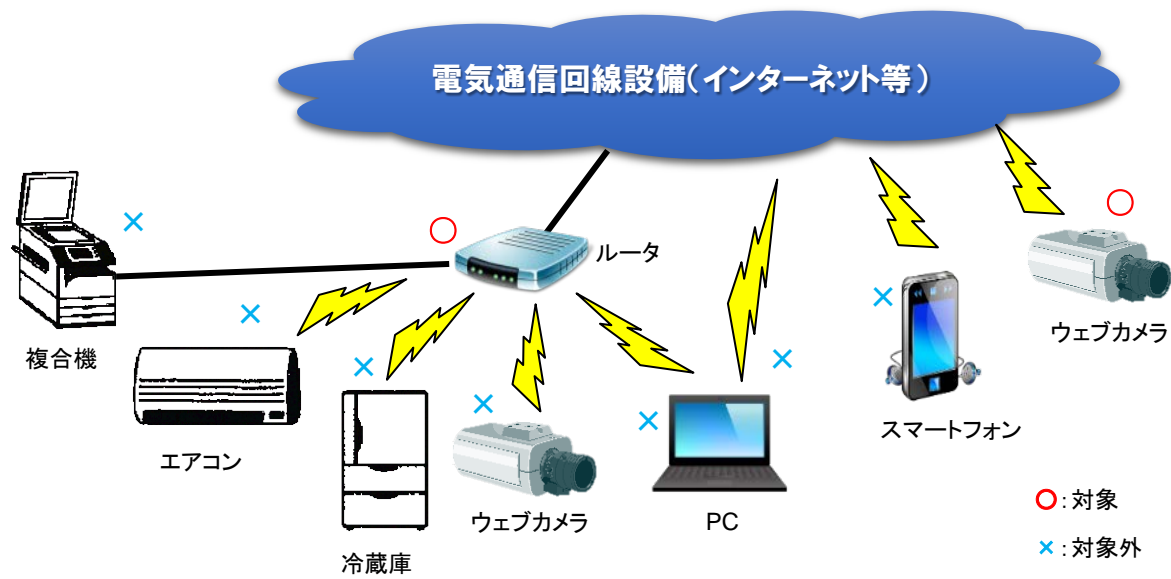 電気通信回線設備(インターネット等)
ルータ
複合機
エアコン
冷蔵庫
ウェブカメラ
PC
スマートフォン
ウェブカメラ
○:対象
×:対象外